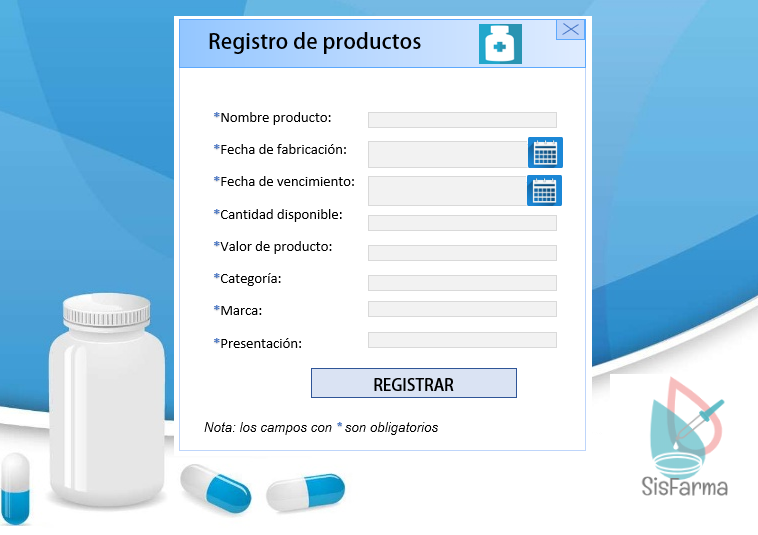 Registro de productos
*Nombre producto:
*Fecha de fabricación:
*Fecha de vencimiento:
*Cantidad disponible:
*Valor de producto:
*Categoría:
*Marca:
*Presentación:
REGISTRAR
Nota: los campos con * son obligatorios
SisFarma